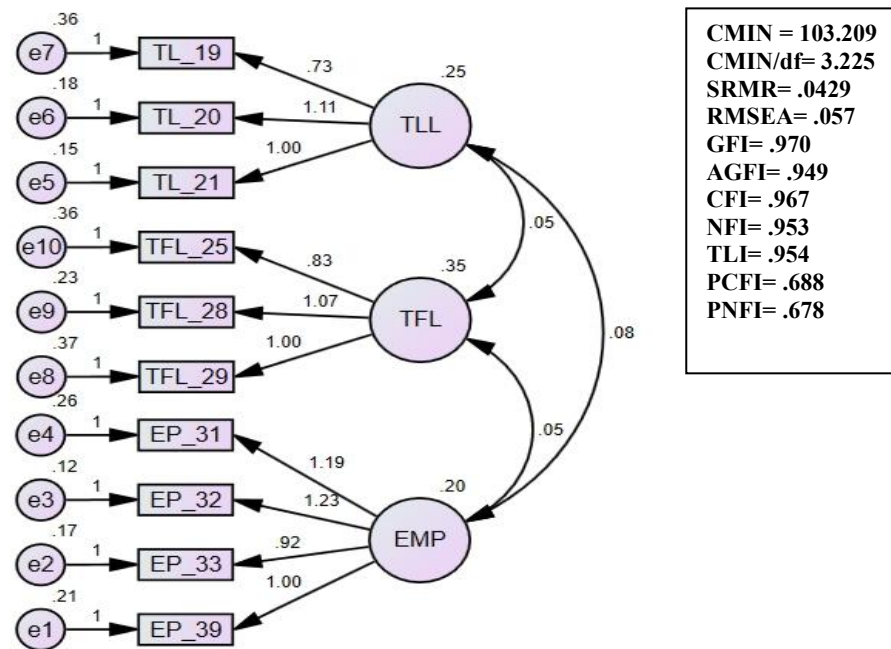 .36
e7 1 TL_19
.18
e6 1 TL_20
.15
e5 1 TL_21
.36
e10 1 TFL_25
.23
e9 1 TFL_28
.37
e8 1 TFL_29
.26
e4 1 EP_31
.12
e3 1 EP_32
.17
e2 1 EP_33
.21
e1 1 EP_39
.73
1.11
1.00
.25
TLL
.83
1.07
1.00
.35
TFL
1.19
1.23
.92
1.00
.20
EMP
.05
.08
.05
CMIN = 103.209
CMIN/df= 3.225
SRMR= .0429
RMSEA= .057
GFI= .970
AGFI= .949
CFI= .967
NFI= .953
TLI= .954
PCFI= .688
PNFI= .678